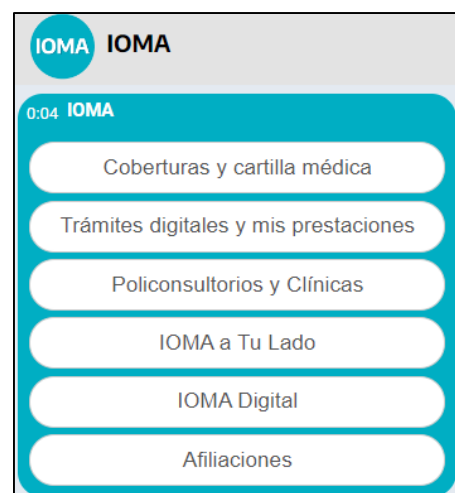 IOMA IOMA
0:04 IOMA
Coberturas y cartilla médica
Trámites digitales y mis prestaciones
Policonsultorios y Clínicas
IOMA a Tu Lado
IOMA Digital
Afiliaciones